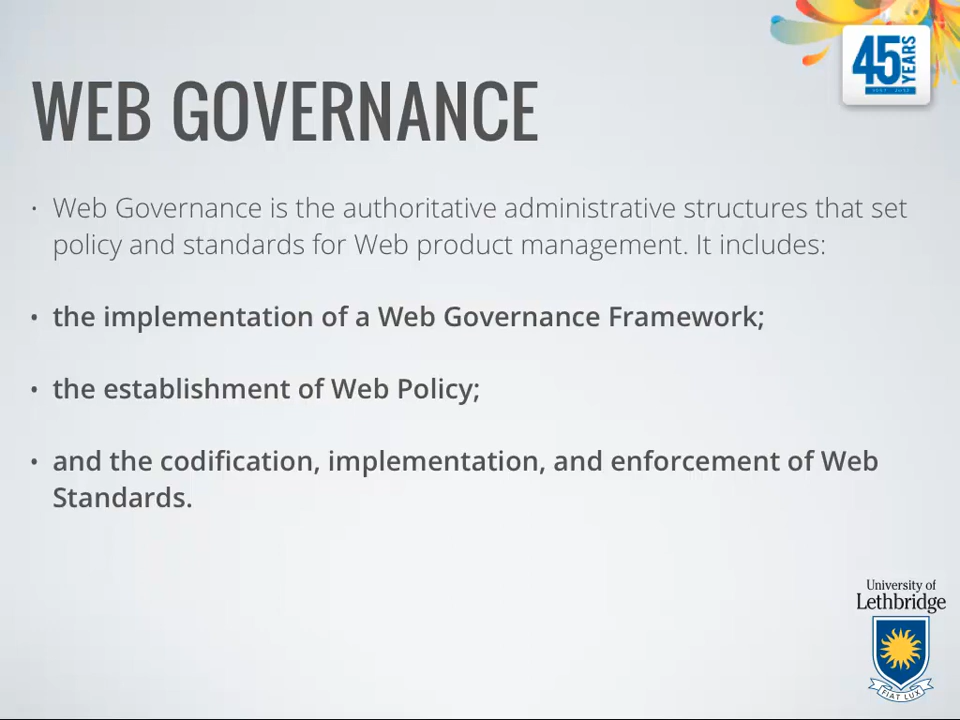 45
YEARS
WEB GOVERNANCE
• Web Governance is the authoritative administrative structures that set
policy and standards for Web product management. It includes:
• the implementation of a Web Governance Framework;
• the establishment of Web Policy;
• and the codification, implementation, and enforcement of Web
Standards.
University of
Lethbridge
FIAT LUX